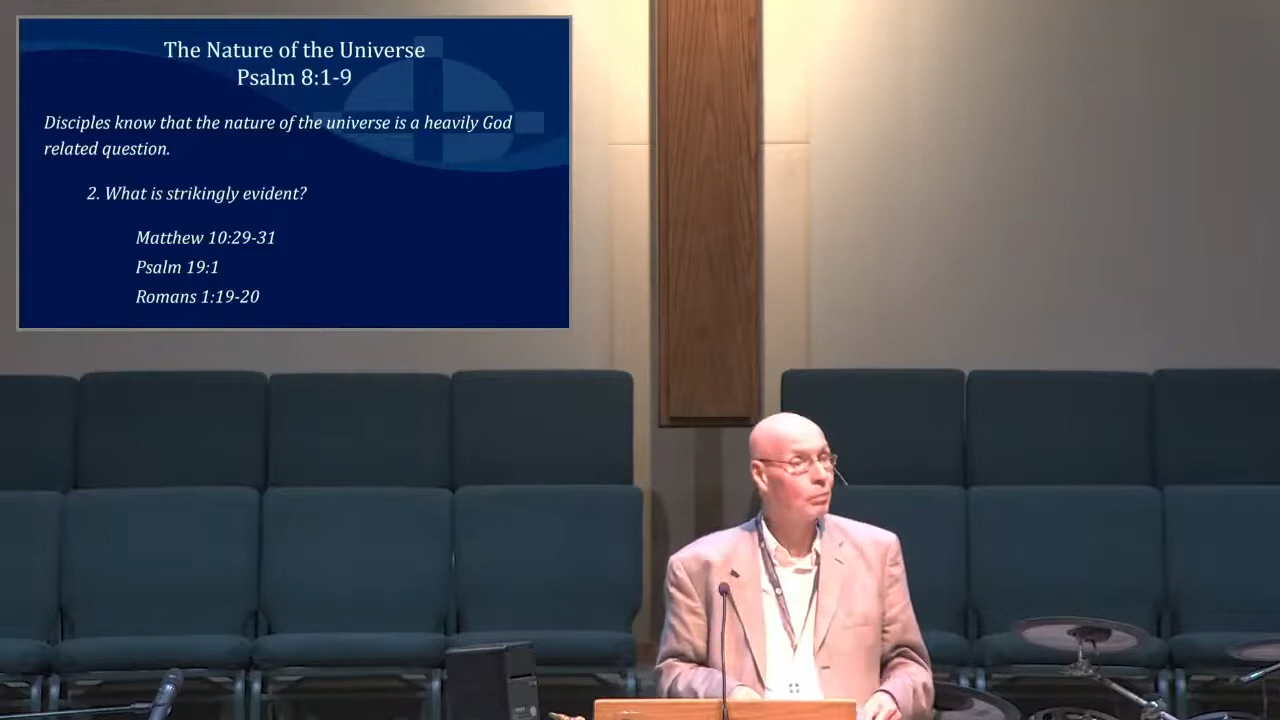 The Nature of the Universe
Psalm 8:1-9
Disciples know that the nature of the universe is a heavily God
related question.
2. What is strikingly evident?
Matthew 10:29-31
Psalm 19:1
Romans 1:19-20